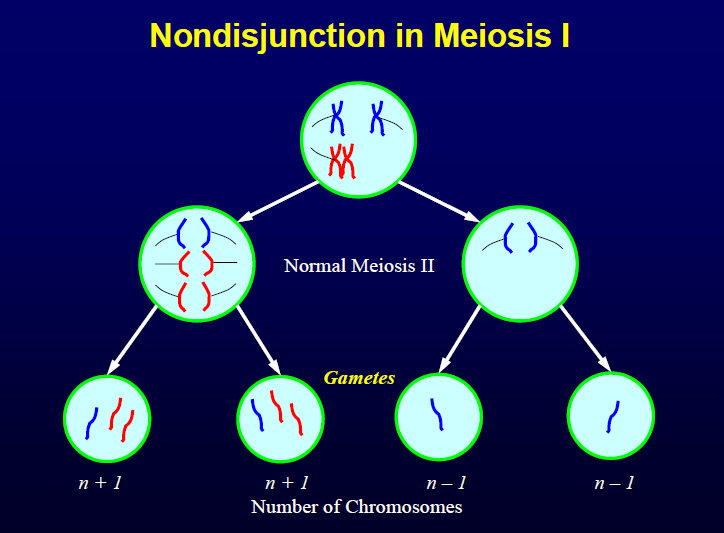 Nondisjunction in Meiosis I
Normal Meiosis II
Gametes
n + 1
n + 1
n – 1
n – 1
Number of Chromosomes